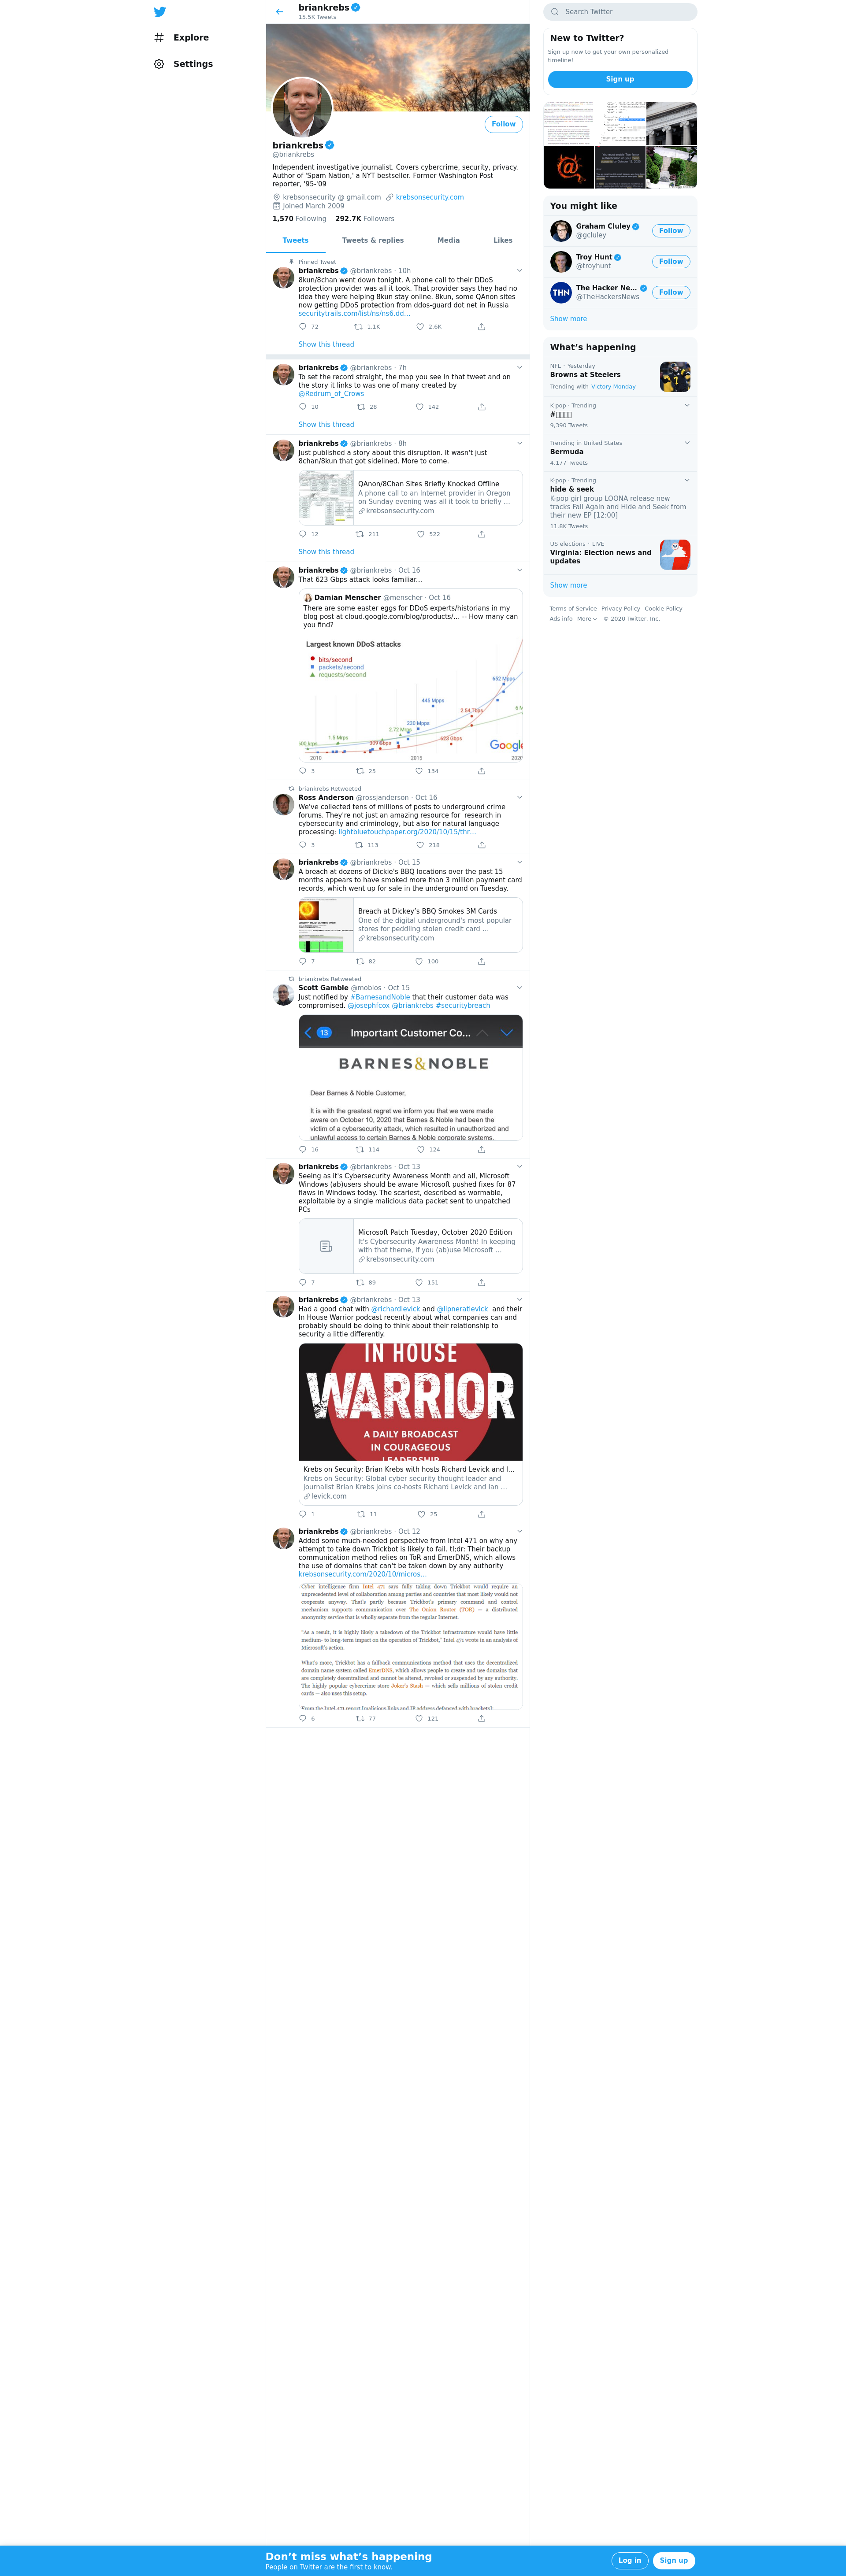 Explore
Settings
briankrebs
15.5K Tweets
Follow
briankrebs
@briankrebs
Independent investigative journalist. Covers cybercrime, security, privacy.
Author of 'Spam Nation,' a NYT bestseller. Former Washington Post
reporter, '95-'09
krebsonsecurity @ gmail.com krebsonsecurity.com
Joined March 2009
1,570 Following 292.7K Followers
Tweets Tweets & replies Media Likes
Pinned Tweet
briankrebs @briankrebs · 10h
8kun/8chan went down tonight. A phone call to their DDoS
protection provider was all it took. That provider says they had no
idea they were helping 8kun stay online. 8kun, some QAnon sites
now getting DDoS protection from ddos-guard dot net in Russia
securitytrails.com/list/ns/ns6.dd…
72 1.1K 2.6K
Show this thread
briankrebs @briankrebs · 7h
To set the record straight, the map you see in that tweet and on
the story it links to was one of many created by
@Redrum_of_Crows
10 28 142
Show this thread
briankrebs @briankrebs · 8h
Just published a story about this disruption. It wasn't just
8chan/8kun that got sidelined. More to come.
QAnon/8Chan Sites Briefly Knocked Offline
A phone call to an Internet provider in Oregon
on Sunday evening was all it took to briefly …
krebsonsecurity.com
12 211 522
Show this thread
briankrebs @briankrebs · Oct 16
That 623 Gbps attack looks familiar...
Damian Menscher @menscher · Oct 16
There are some easter eggs for DDoS experts/historians in my
blog post at cloud.google.com/blog/products/… -- How many can
you find?
Largest known DDoS attacks
bits/second
packets/second
requests/second
652 Mpps
445 Mpps
2.54 Tbps
230 Mpps
2.72 Mrps
1.5 Mrps
309 Gbps
623 Gbps
Google
2010 2015
3 25 134
briankrebs Retweeted
Ross Anderson @rossjanderson · Oct 16
We've collected tens of millions of posts to underground crime
forums. They're not just an amazing resource for research in
cybersecurity and criminology, but also for natural language
processing: lightbluetouchpaper.org/2020/10/15/thr…
3 113 218
briankrebs @briankrebs · Oct 15
A breach at dozens of Dickie's BBQ locations over the past 15
months appears to have smoked more than 3 million payment card
records, which went up for sale in the underground on Tuesday.
Breach at Dickey's BBQ Smokes 3M Cards
One of the digital underground's most popular
stores for peddling stolen credit card …
krebsonsecurity.com
7 82 100
briankrebs Retweeted
Scott Gamble @mobios · Oct 15
Just notified by #BarnesandNoble that their customer data was
compromised. @josephfcox @briankrebs #securitybreach
13 Important Customer Co...
BARNES&NOBLE
Dear Barnes & Noble Customer,
It is with the greatest regret we inform you that we were made
aware on October 10, 2020 that Barnes & Noble had been the
victim of a cybersecurity attack, which resulted in unauthorized and
unlawful access to certain Barnes & Noble corporate systems.
16 114 124
briankrebs @briankrebs · Oct 13
Seeing as it's Cybersecurity Awareness Month and all, Microsoft
Windows (ab)users should be aware Microsoft pushed fixes for 87
flaws in Windows today. The scariest, described as wormable,
exploitable by a single malicious data packet sent to unpatched
PCs
Microsoft Patch Tuesday, October 2020 Edition
It's Cybersecurity Awareness Month! In keeping
with that theme, if you (ab)use Microsoft …
krebsonsecurity.com
7 89 151
briankrebs @briankrebs · Oct 13
Had a good chat with @richardlevick and @lipneratlevick and their
In House Warrior podcast recently about what companies can and
probably should be doing to think about their relationship to
security a little differently.
IN HOUSE
WARRIOR
A DAILY BROADCAST
IN COURAGEOUS
LEADERSHIP
Krebs on Security: Brian Krebs with hosts Richard Levick and I…
Krebs on Security: Global cyber security thought leader and
journalist Brian Krebs joins co-hosts Richard Levick and Ian …
levick.com
1 11 25
briankrebs @briankrebs · Oct 12
Added some much-needed perspective from Intel 471 on why any
attempt to take down Trickbot is likely to fail. tl;dr: Their backup
communication method relies on ToR and EmerDNS, which allows
the use of domains that can't be taken down by any authority
krebsonsecurity.com/2020/10/micros…
Cyber intelligence firm Intel 471 says fully taking down Trickbot would require an
unprecedented level of collaboration among parties and countries that most likely would not
cooperate anyway. That's partly because Trickbot's primary command and control
mechanism supports communication over The Onion Router (TOR) — a distributed
anonymity service that is wholly separate from the regular Internet.
"As a result, it is highly likely a takedown of the Trickbot infrastructure would have little
medium- to long-term impact on the operation of Trickbot," Intel 471 wrote in an analysis of
Microsoft's action.
What's more, Trickbot has a fallback communications method that uses the decentralized
domain name system called EmerDNS, which allows people to create and use domains that
are completely decentralized and cannot be altered, revoked or suspended by any authority.
The highly popular cybercrime store Joker's Stash — which sells millions of stolen credit
cards — also uses this setup.
From the Intel 471 report [malicious links and IP address defanged with brackets]:
6 77 121
Search Twitter
New to Twitter?
Sign up now to get your own personalized
timeline!
Sign up
You might like
Graham Cluley
@gcluley
Follow
Troy Hunt
@troyhunt
Follow
THN
The Hacker Ne…
@TheHackersNews
Follow
Show more
What's happening
NFL · Yesterday
Browns at Steelers
Trending with Victory Monday
K-pop · Trending
#
9,390 Tweets
Trending in United States
Bermuda
4,177 Tweets
K-pop · Trending
hide & seek
K-pop girl group LOONA release new
tracks Fall Again and Hide and Seek from
their new EP [12:00]
11.6K Tweets
US elections · LIVE
Virginia: Election news and
updates
Show more
Terms of Service Privacy Policy Cookie Policy
Ads info More © 2020 Twitter, Inc.
Don't miss what's happening
People on Twitter are the first to know.
Log in Sign up